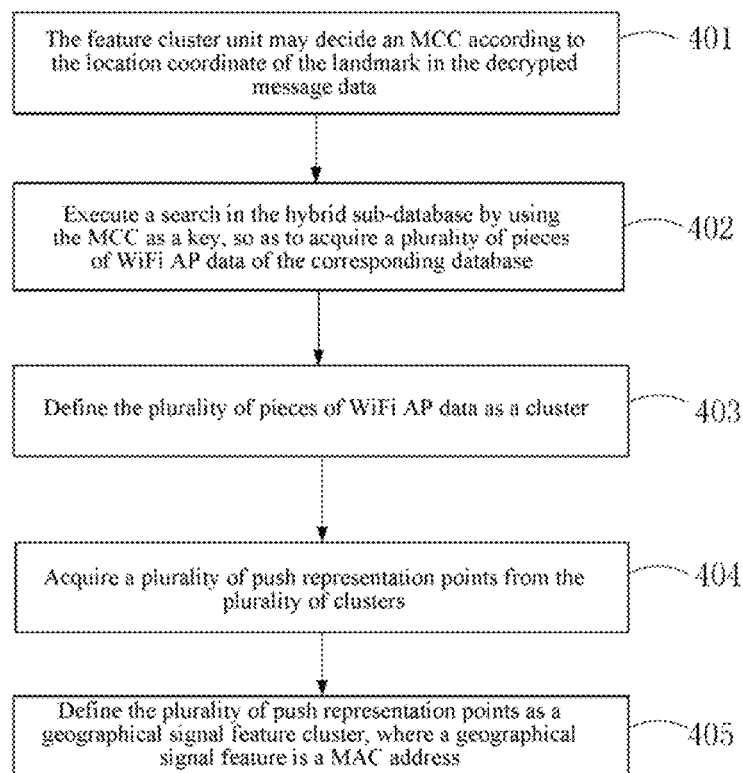 The feature cluster unit may decide an MCC according to
the location coordinate of the landmark in the decrypted
message data
401
Execute a search in the hybrid sub-database by using
the MCC as a key, so as to acquire a plurality of pieces
of WiFi AP data of the corresponding database
402
Define the plurality of pieces of WiFi AP data as a cluster
403
Acquire a plurality of push representation points from the
plurality of clusters
404
Define the plurality of push representation points as a
geographical signal feature cluster, where a geographical
signal feature is a MAC address
405